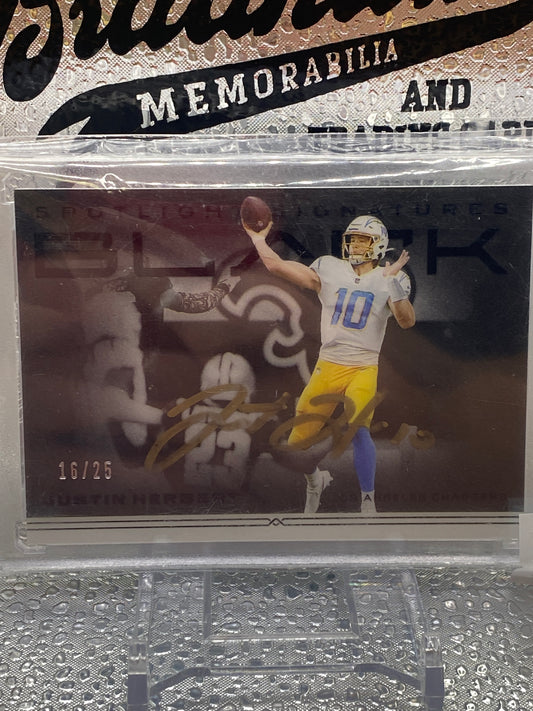 MEMORABILIA
AND
SPOTLIGHT SIGNATURES
BLACK
10
16/25
JUSTIN HERBERT
LOS ANGELES CHARGERS